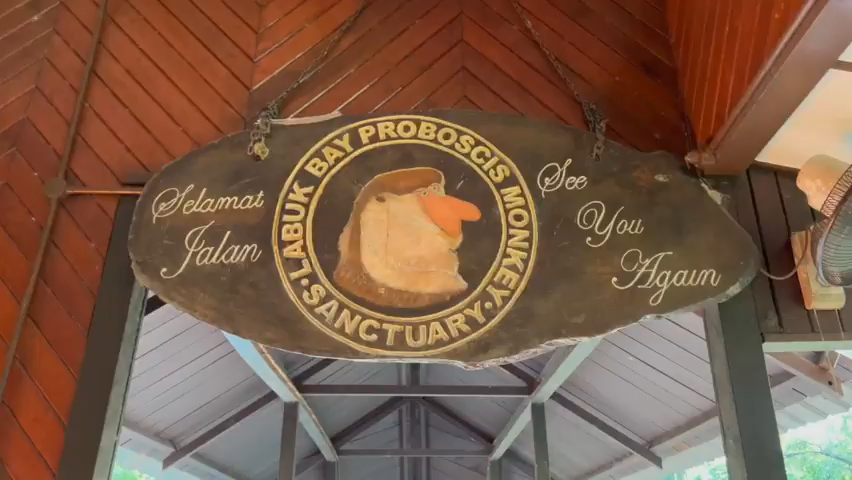 Selamat
Jalan
LABUK BAY PROBOSCIS MONKEY
· SANCTUARY ·
See
You
Again